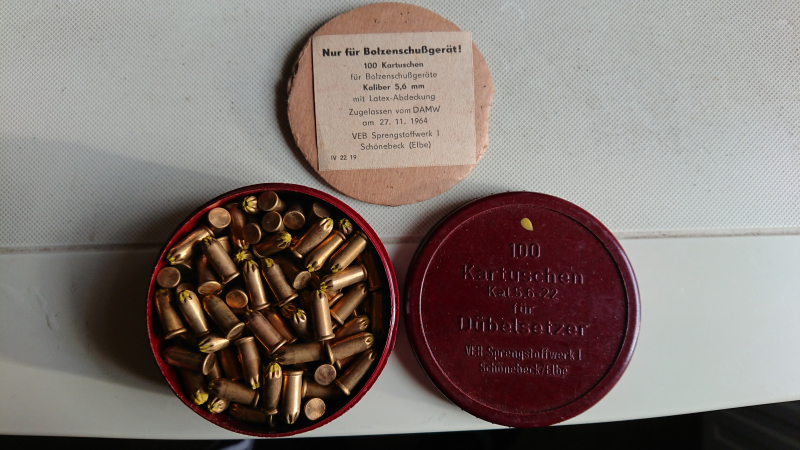 Nur für Bolzenschußgerät!
100 Kartuschen
für Bolzenschußgeräte
Kaliber 5,6 mm
mit Latex-Abdeckung
Zugelassen vom DAMW
am 27. 11. 1964
VEB Sprengstoffwerk 1
Schönebeck (Elbe)
IV 22 19
100
Kartuschen
Kal.5,6-22
für
Dübelsetzer
VEB Sprengstoffwerk I
Schönebeck/Elbe